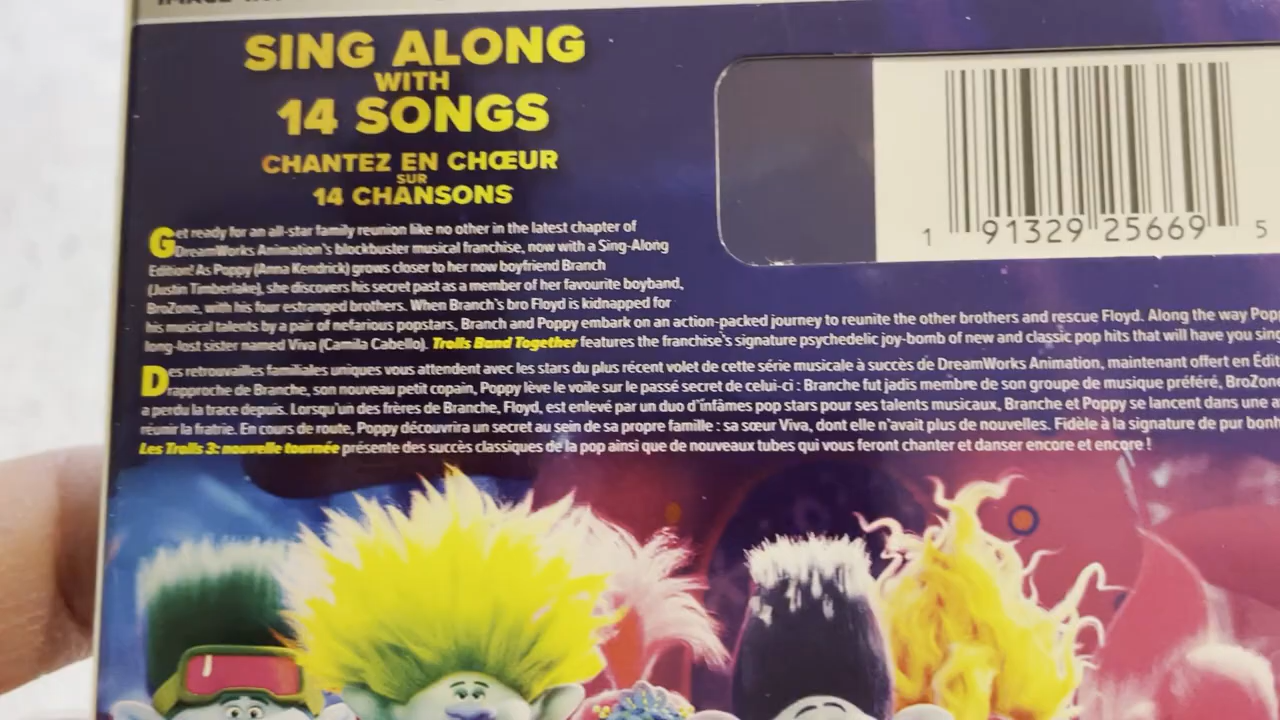 SING ALONG
WITH
14 SONGS
CHANTEZ EN CHŒUR
SUR
14 CHANSONS
Get ready for an all-star family reunion like no other in the latest chapter of
DreamWorks Animation's blockbuster musical franchise, now with a Sing-Along
Edition! As Poppy (Anna Kendrick) grows closer to her now boyfriend Branch
(Justin Timberlake), she discovers his secret past as a member of her favourite boyband,
BroZone, with his four estranged brothers. When Branch's bro Floyd is kidnapped for
his musical talents by a pair of nefarious popstars, Branch and Poppy embark on an action-packed journey to reunite the other brothers and rescue Floyd. Along the way Popp
long-lost sister named Viva (Camila Cabello). Trolls Band Together features the franchise's signature psychedelic joy-bomb of new and classic pop hits that will have you sing
Des retrouvailles familiales uniques vous attendent avec les stars du plus récent volet de cette série musicale à succès de DreamWorks Animation, maintenant offert en Édit
rapproche de Branche, son nouveau petit copain, Poppy lève le voile sur le passé secret de celui-ci : Branche fut jadis membre de son groupe de musique préféré, BroZone
a perdu la trace depuis. Lorsqu'un des frères de Branche, Floyd, est enlevé par un duo d'infâmes pop stars pour ses talents musicaux, Branche et Poppy se lancent dans une a
réunir la fratrie. En cours de route, Poppy découvrira un secret au sein de sa propre famille : sa sœur Viva, dont elle n'avait plus de nouvelles. Fidèle à la signature de pur bonh
Les Trolls 3: nouvelle tournée présente des succès classiques de la pop ainsi que de nouveaux tubes qui vous feront chanter et danser encore et encore !
1 91329 25669 5